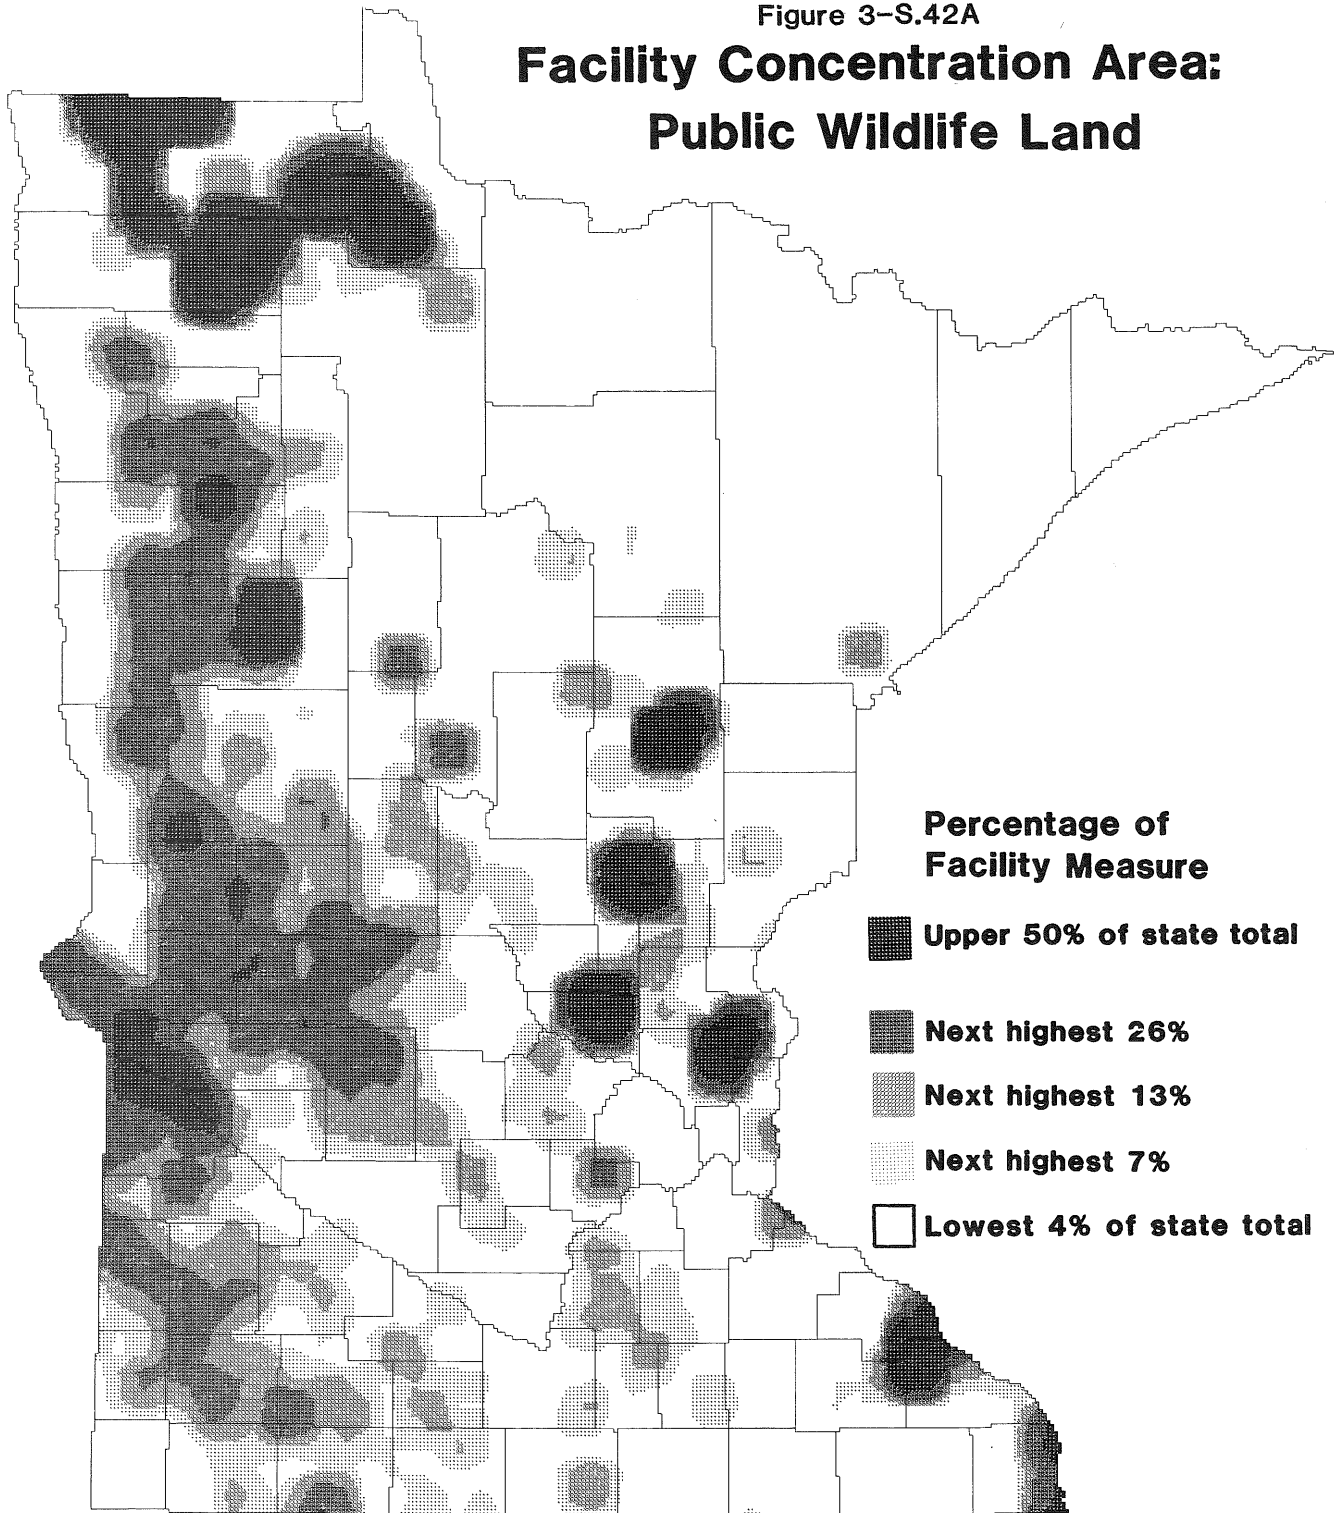 Figure 3-S.42A
Facility Concentration Area:
Public Wildlife Land
Percentage of
Facility Measure
Upper 50% of state total
Next highest 26%
Next highest 13%
Next highest 7%
Lowest 4% of state total